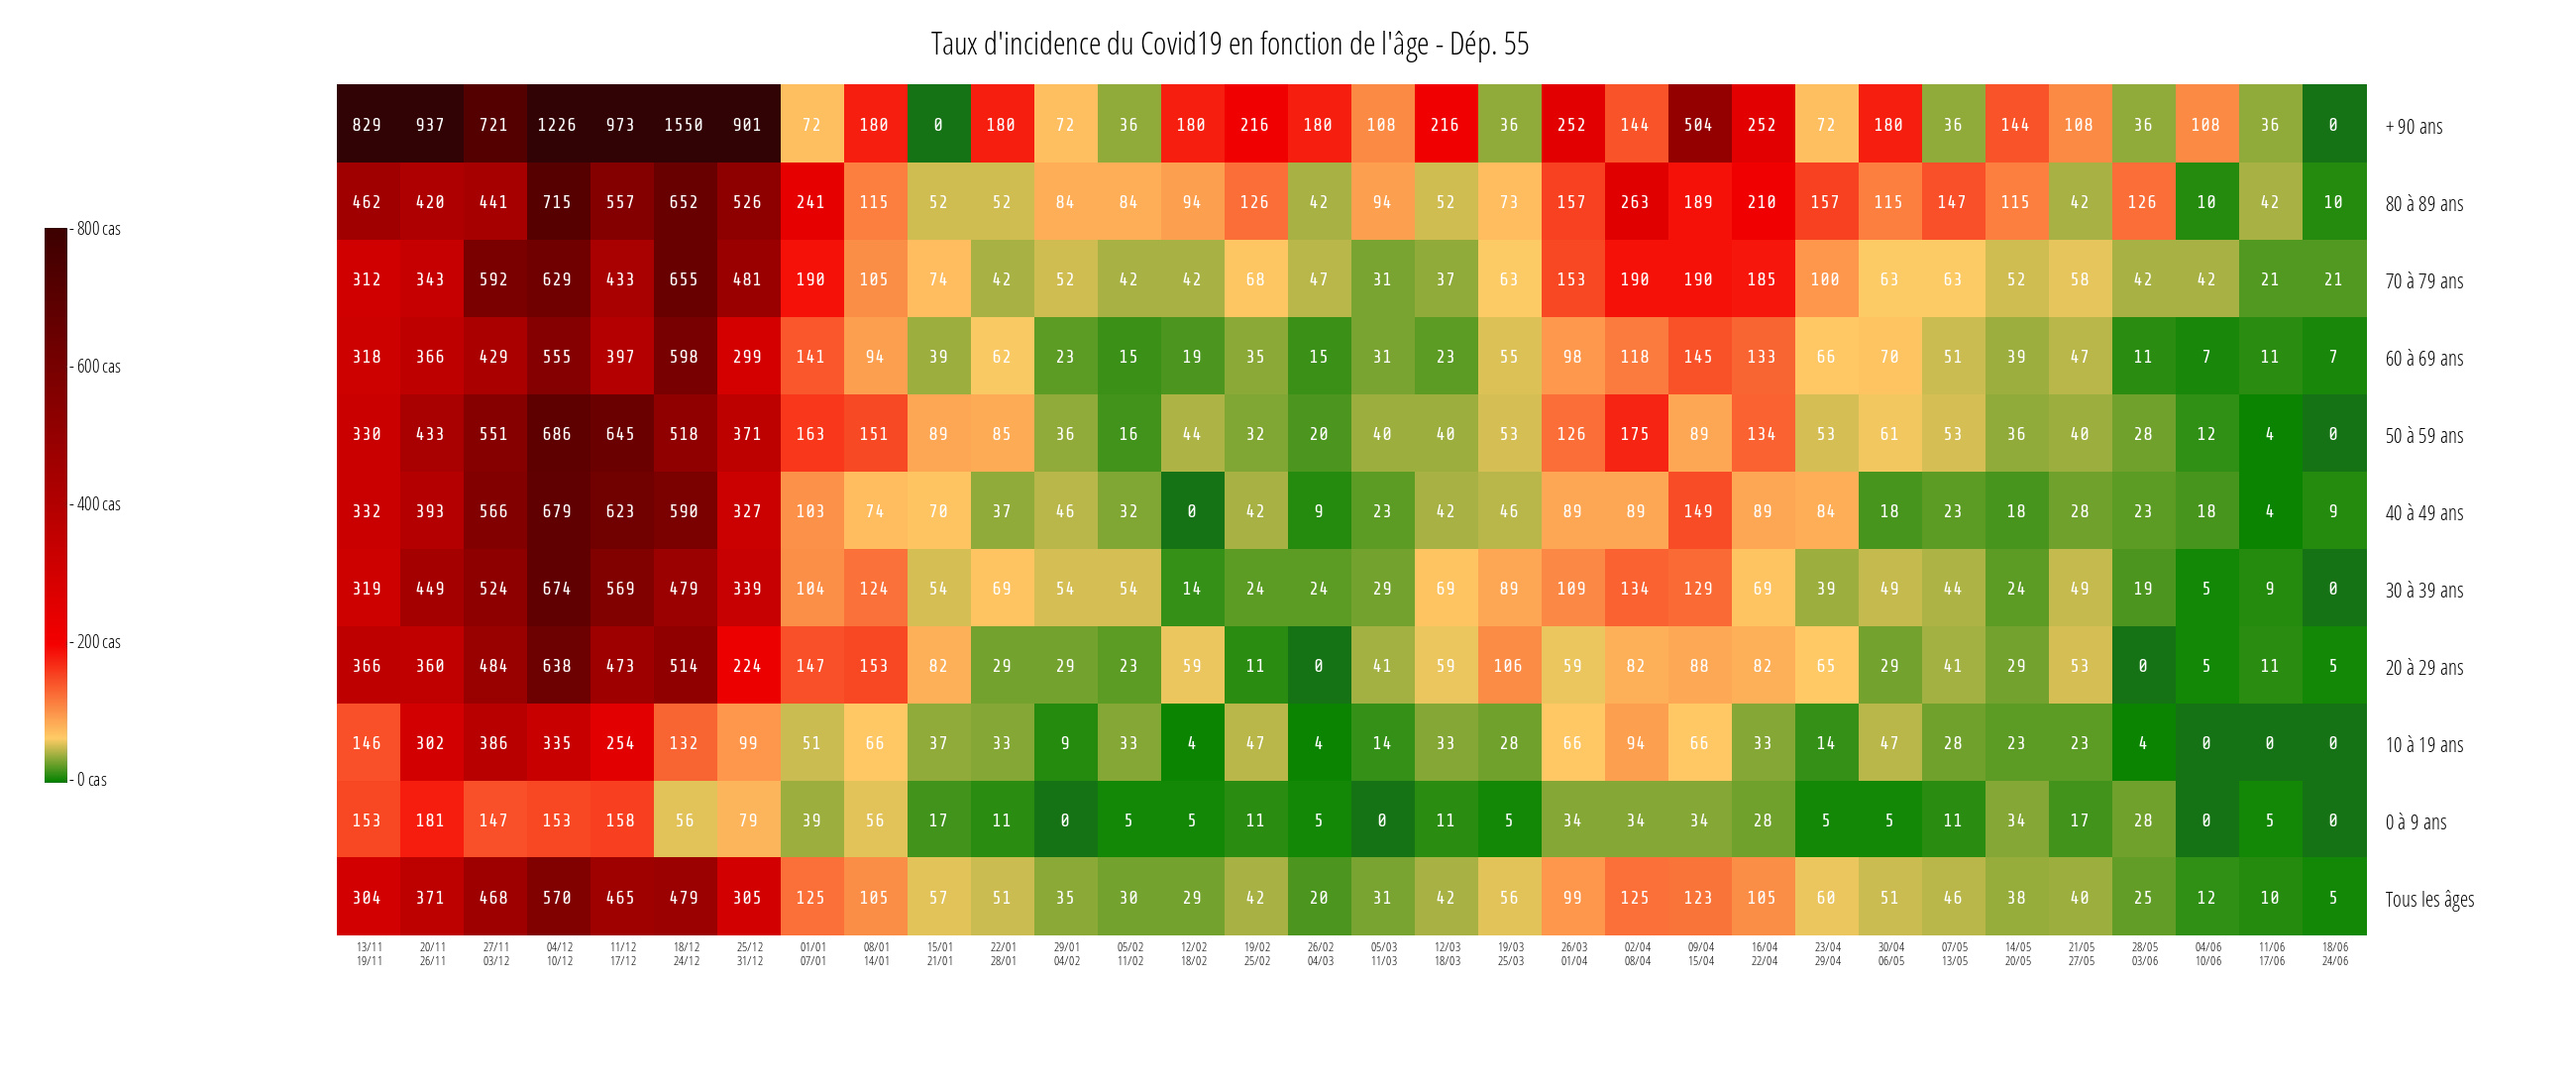 Taux d'incidence du Covid19 en fonction de l'âge - Dép. 55
829 937 721 1226 973 1550 901 72 180 0 180 72 36 180 216 180 108 216 36 252 144 504 252 72 180 36 144 108 36 108 36 0 + 90 ans
462 420 441 715 557 652 526 241 115 52 52 84 84 94 126 42 94 52 73 157 263 189 210 157 115 147 115 42 126 10 42 10 80 à 89 ans
- 800 cas
312 343 592 629 433 655 481 190 105 74 42 52 42 42 68 47 31 37 63 153 190 190 185 100 63 63 52 58 42 42 21 21 70 à 79 ans
318 366 429 555 397 598 299 141 94 39 62 23 15 19 35 15 31 23 55 98 118 145 133 66 70 51 39 47 11 7 11 7 60 à 69 ans
- 600 cas
330 433 551 686 645 518 371 163 151 89 85 36 16 44 32 20 40 40 53 126 175 89 134 53 61 53 36 40 28 12 4 0 50 à 59 ans
- 400 cas
332 393 566 679 623 590 327 103 74 70 37 46 32 0 42 9 23 42 46 89 89 149 89 84 18 23 18 28 23 18 4 9 40 à 49 ans
319 449 524 674 569 479 339 104 124 54 69 54 54 14 24 24 29 69 89 109 134 129 69 39 49 44 24 49 19 5 9 0 30 à 39 ans
- 200 cas
366 360 484 638 473 514 224 147 153 82 29 29 23 59 11 0 41 59 106 59 82 88 82 65 29 41 29 53 0 5 11 5 20 à 29 ans
146 302 386 335 254 132 99 51 66 37 33 9 33 4 47 4 14 33 28 66 94 66 33 14 47 28 23 23 4 0 0 0 10 à 19 ans
- 0 cas
153 181 147 153 158 56 79 39 56 17 11 0 5 5 11 5 0 11 5 34 34 34 28 5 5 11 34 17 28 0 5 0 0 à 9 ans
304 371 468 570 465 479 305 125 105 57 51 35 30 29 42 20 31 42 56 99 125 123 105 60 51 46 38 40 25 12 10 5 Tous les âges
13/11 20/11 27/11 04/12 11/12 18/12 25/12 01/01 08/01 15/01 22/01 29/01 05/02 12/02 19/02 26/02 05/03 12/03 19/03 26/03 02/04 09/04 16/04 23/04 30/04 07/05 14/05 21/05 28/05 04/06 11/06 18/06
19/11 26/11 03/12 10/12 17/12 24/12 31/12 07/01 14/01 21/01 28/01 04/02 11/02 18/02 25/02 04/03 11/03 18/03 25/03 01/04 08/04 15/04 22/04 29/04 06/05 13/05 20/05 27/05 03/06 10/06 17/06 24/06